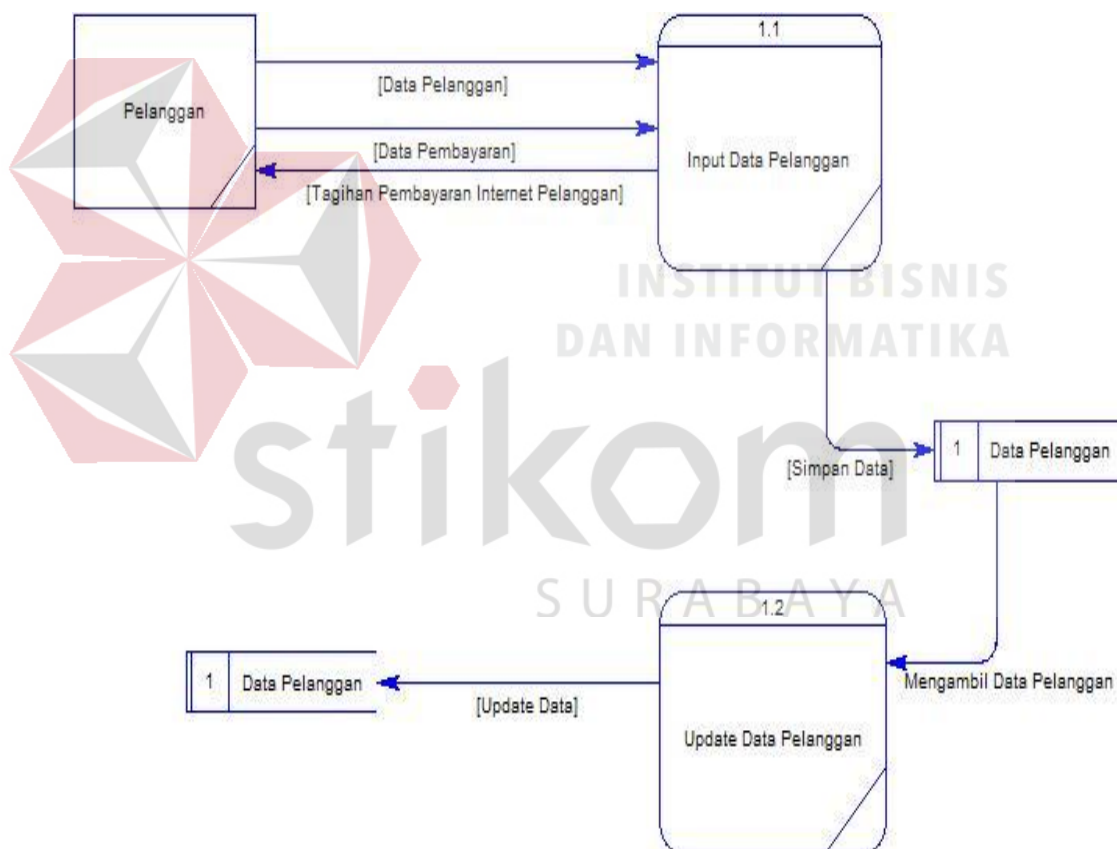 1.1
Pelanggan
[Data Pelanggan]
[Data Pembayaran]
[Tagihan Pembayaran Internet Pelanggan]
Input Data Pelanggan
INSTITUT BISNIS
DAN INFORMATIKA
stikom
SURABAYA
[Simpan Data]
1 Data Pelanggan
1.2
Mengambil Data Pelanggan
1 Data Pelanggan
[Update Data]
Update Data Pelanggan